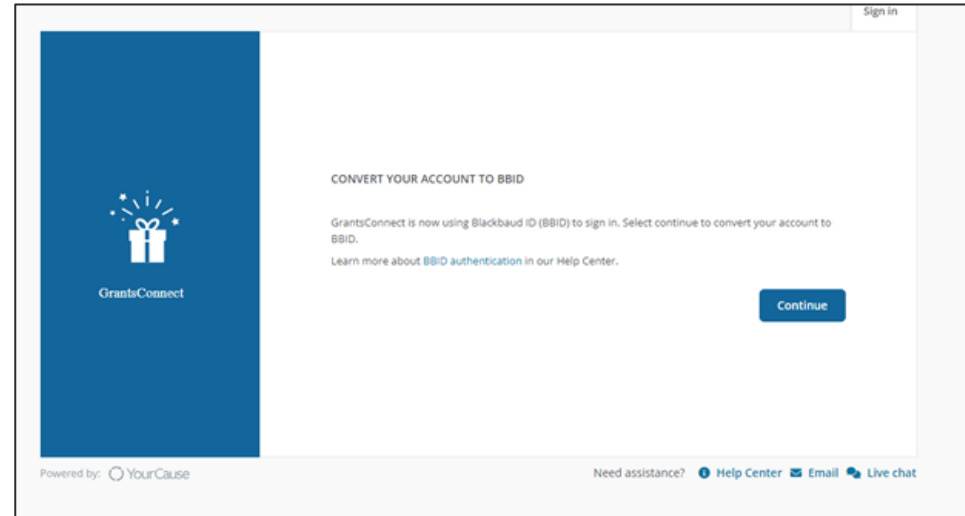 Sign in
CONVERT YOUR ACCOUNT TO BBID
GrantsConnect is now using Blackbaud ID (BBID) to sign in. Select continue to convert your account to
BBID.
Learn more about BBID authentication in our Help Center.
GrantsConnect
Continue
Powered by: YourCause
Need assistance? Help Center Email Live chat